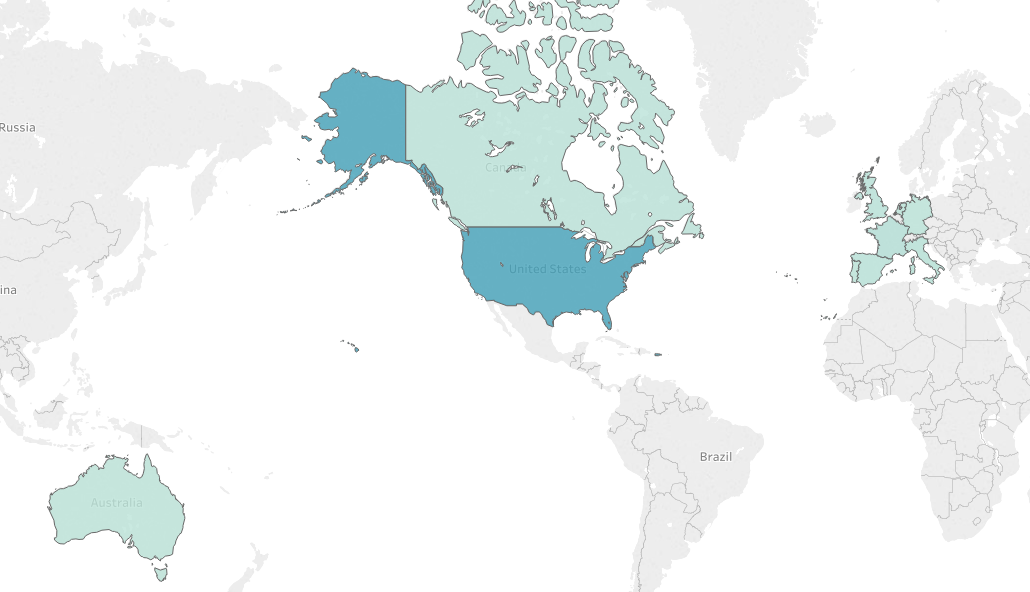 Russia
Canada
United States
ina
Brazil
Australia